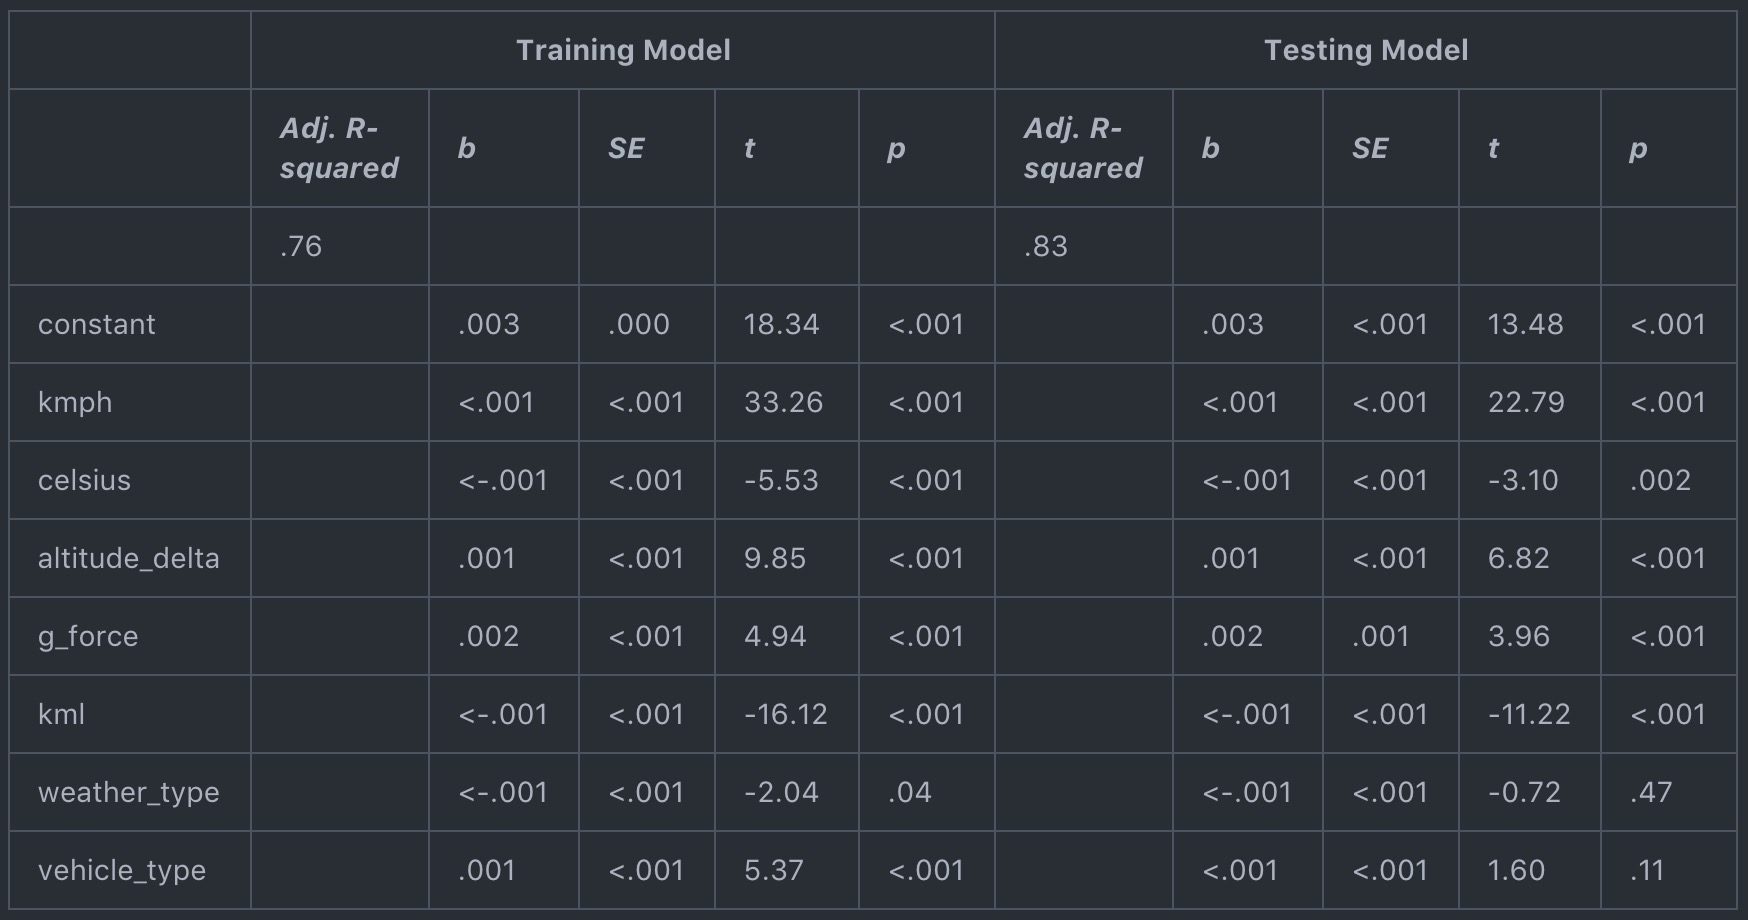 Training Model Testing Model
Adj. R-squared b SE t p Adj. R-squared b SE t p
.76 .83
constant .003 .000 18.34 <.001 .003 <.001 13.48 <.001
kmph <.001 <.001 33.26 <.001 <.001 <.001 22.79 <.001
celsius <-.001 <.001 -5.53 <.001 <-.001 <.001 -3.10 .002
altitude_delta .001 <.001 9.85 <.001 .001 <.001 6.82 <.001
g_force .002 <.001 4.94 <.001 .002 .001 3.96 <.001
kml <-.001 <.001 -16.12 <.001 <-.001 <.001 -11.22 <.001
weather_type <-.001 <.001 -2.04 .04 <-.001 <.001 -0.72 .47
vehicle_type .001 <.001 5.37 <.001 <.001 <.001 1.60 .11